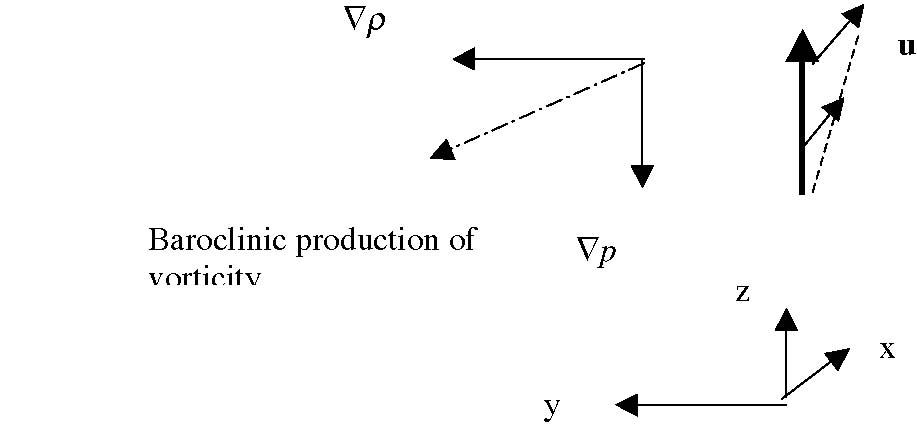 ∇ρ
u
Baroclinic production of
vorticity
∇p
z
x
y